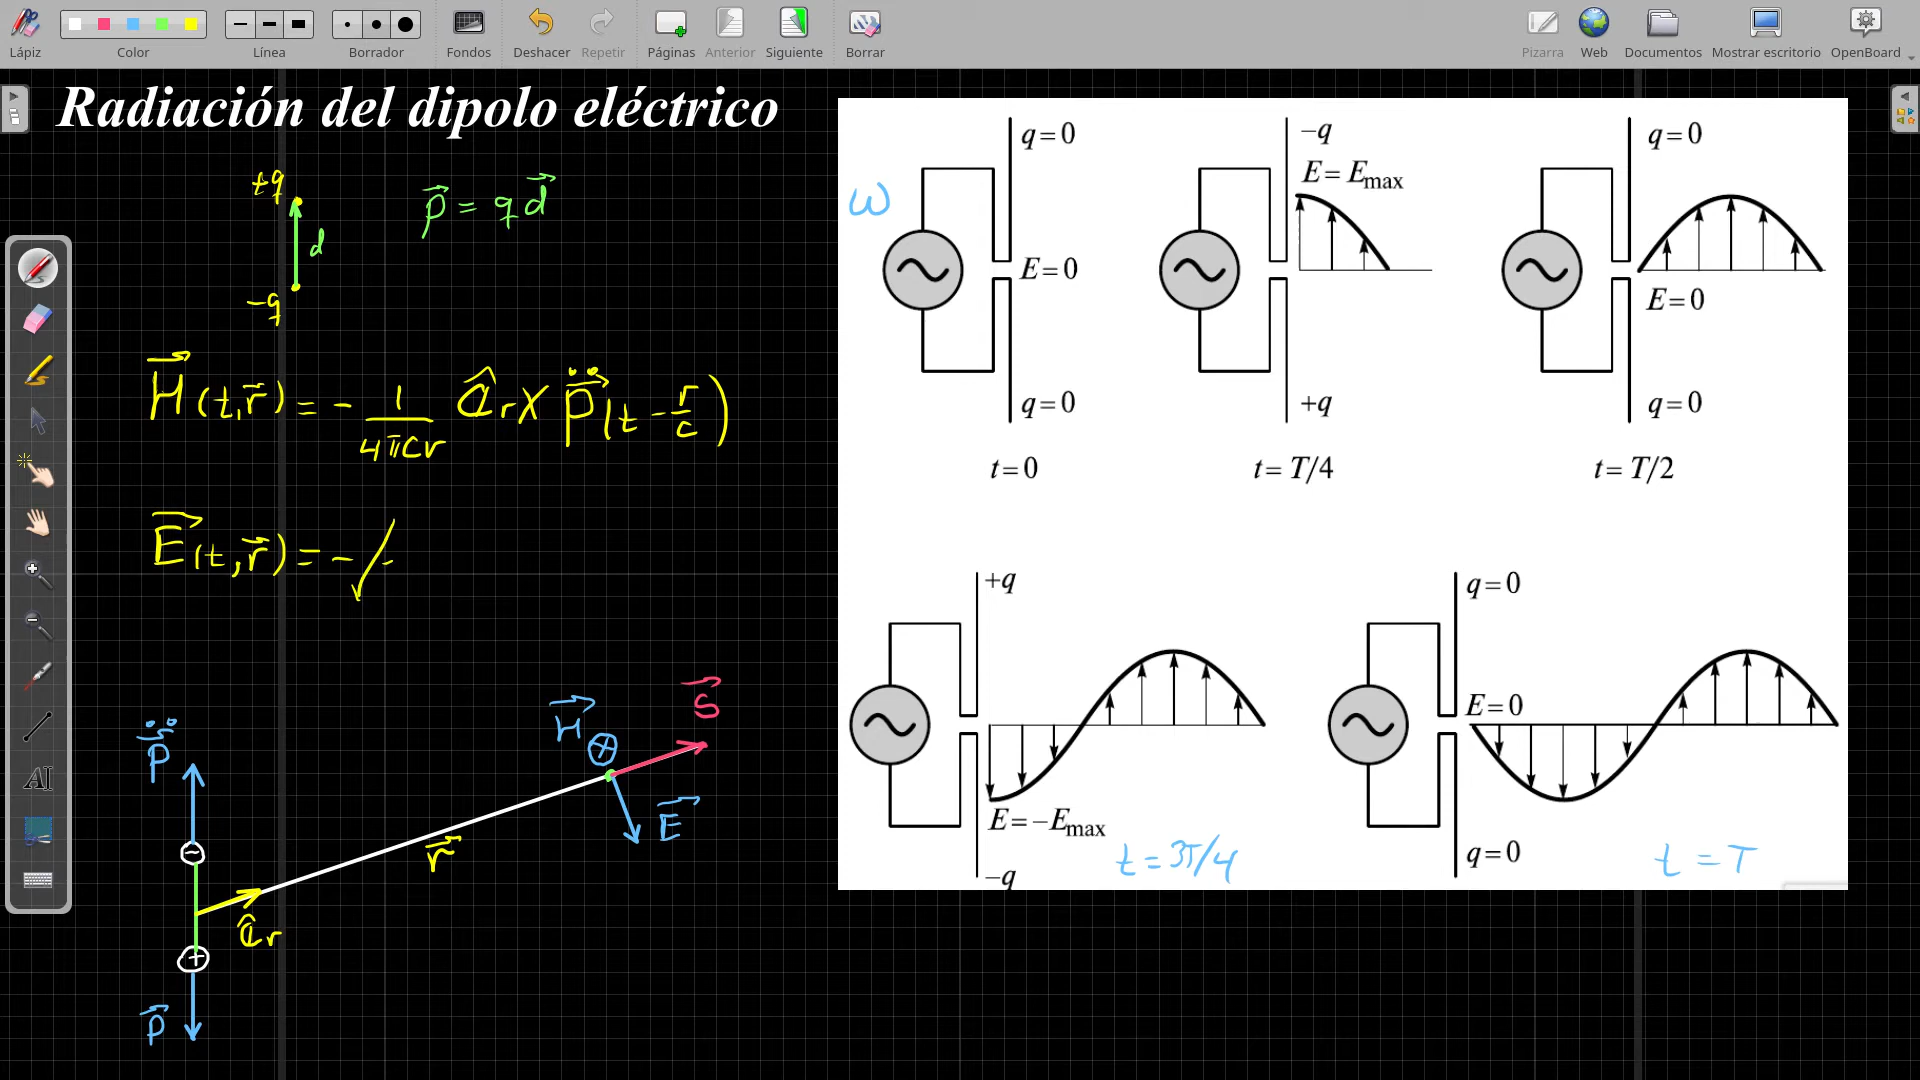 Lápiz
Color
Línea
Borrador
Fondos
Deshacer
Repetir
Páginas
Anterior
Siguiente
Borrar
Pizarra
Web
Documentos
Mostrar escritorio
OpenBoard
Radiación del dipolo eléctrico
+q
d
-q
p⃗ = q d⃗
H⃗(t, r⃗) = - 1/(4πcr) âr × p̈⃗(t - r/c)
E⃗(t, r⃗) = - √-
p̈⃗
−
+
p⃗
âr
r⃗
H⃗
S⃗
E⃗
ω
q=0
E=0
q=0
t=0
−q
E=Emax
+q
t=T/4
q=0
E=0
q=0
t=T/2
+q
E=−Emax
−q
t=3T/4
q=0
E=0
q=0
t=T
AI